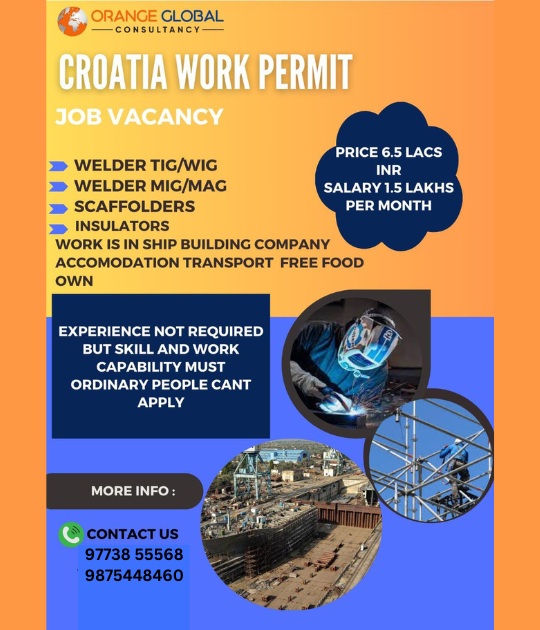 ORANGE GLOBAL
CONSULTANCY
CROATIA WORK PERMIT
JOB VACANCY
WELDER TIG/WIG
WELDER MIG/MAG
SCAFFOLDERS
INSULATORS
WORK IS IN SHIP BUILDING COMPANY
ACCOMODATION TRANSPORT FREE FOOD
OWN
PRICE 6.5 LACS
INR
SALARY 1.5 LAKHS
PER MONTH
EXPERIENCE NOT REQUIRED
BUT SKILL AND WORK
CAPABILITY MUST
ORDINARY PEOPLE CANT
APPLY
MORE INFO :
CONTACT US
97738 55568
9875448460